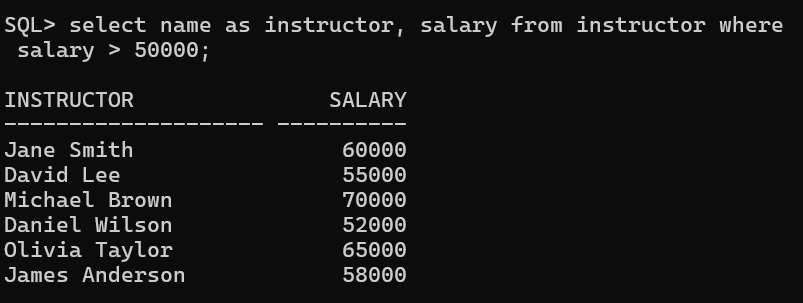 SQL> select name as instructor, salary from instructor where
 salary > 50000;
INSTRUCTOR                SALARY
-------------------- ----------
Jane Smith                 60000
David Lee                  55000
Michael Brown              70000
Daniel Wilson              52000
Olivia Taylor              65000
James Anderson             58000